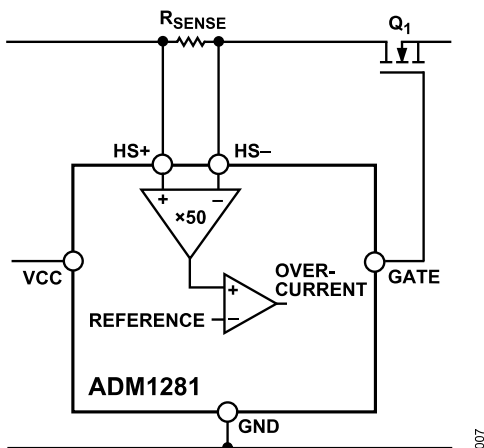 RSENSE
Q1
HS+
HS–
+
–
×50
VCC
GATE
OVER-
CURRENT
+
REFERENCE
–
ADM1281
GND
007